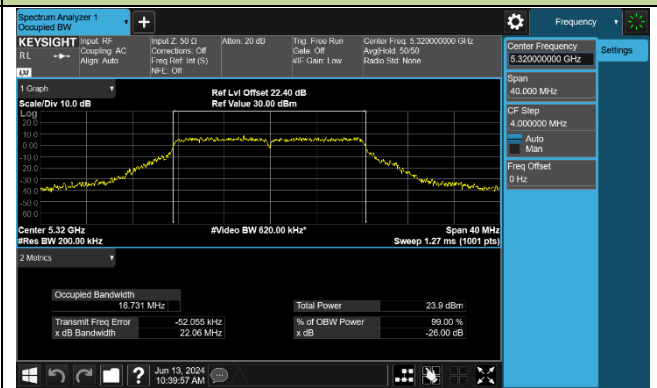 Spectrum Analyzer 1
Occupied BW
Frequency
KEYSIGHT
RL
LXI
Input: RF
Coupling: AC
Align: Auto
Input Z: 50 Ω
Corrections: Off
Freq Ref: Int (S)
NFE: Off
Atten: 20 dB
Trig: Free Run
Gate: Off
#IF Gain: Low
Center Freq: 5.320000000 GHz
Avg|Hold: 50/50
Radio Std: None
Center Frequency
5.320000000 GHz
Settings
Span
40.000 MHz
CF Step
4.000000 MHz
Auto
Man
Freq Offset
0 Hz
1 Graph
Scale/Div 10.0 dB
Ref Lvl Offset 22.40 dB
Ref Value 30.00 dBm
Log
20.0
10.0
0.00
-10.0
-20.0
-30.0
-40.0
-50.0
-60.0
Center 5.32 GHz
#Video BW 620.00 kHz*
Span 40 MHz
#Res BW 200.00 kHz
Sweep 1.27 ms (1001 pts)
2 Metrics
Occupied Bandwidth
16.731 MHz
Total Power
23.9 dBm
Transmit Freq Error
-52.055 kHz
% of OBW Power
99.00 %
x dB Bandwidth
22.06 MHz
x dB
-26.00 dB
?
Jun 13, 2024
10:39:57 AM